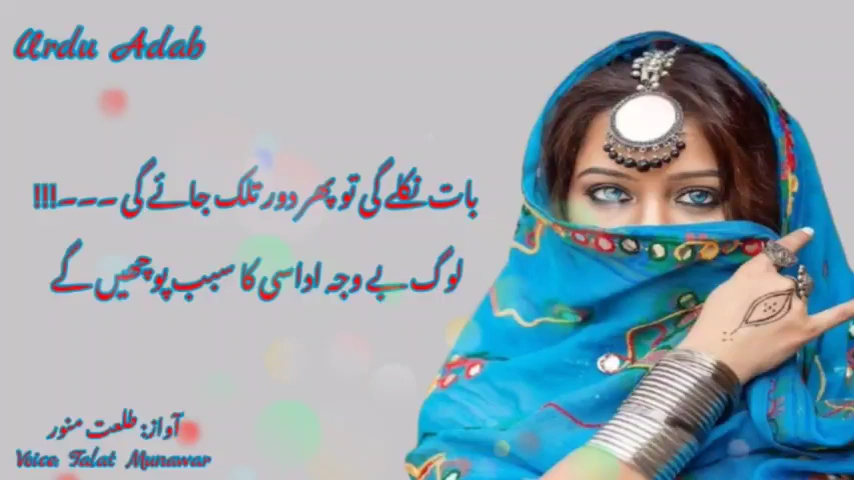 Urdu Adab
بات نکلے گی تو پھر دور تلک جائے گی ۔۔۔!!!
لوگ بے وجہ اداسی کا سبب پوچھیں گے
آواز: طلعت منور
Voice: Talat Munawar